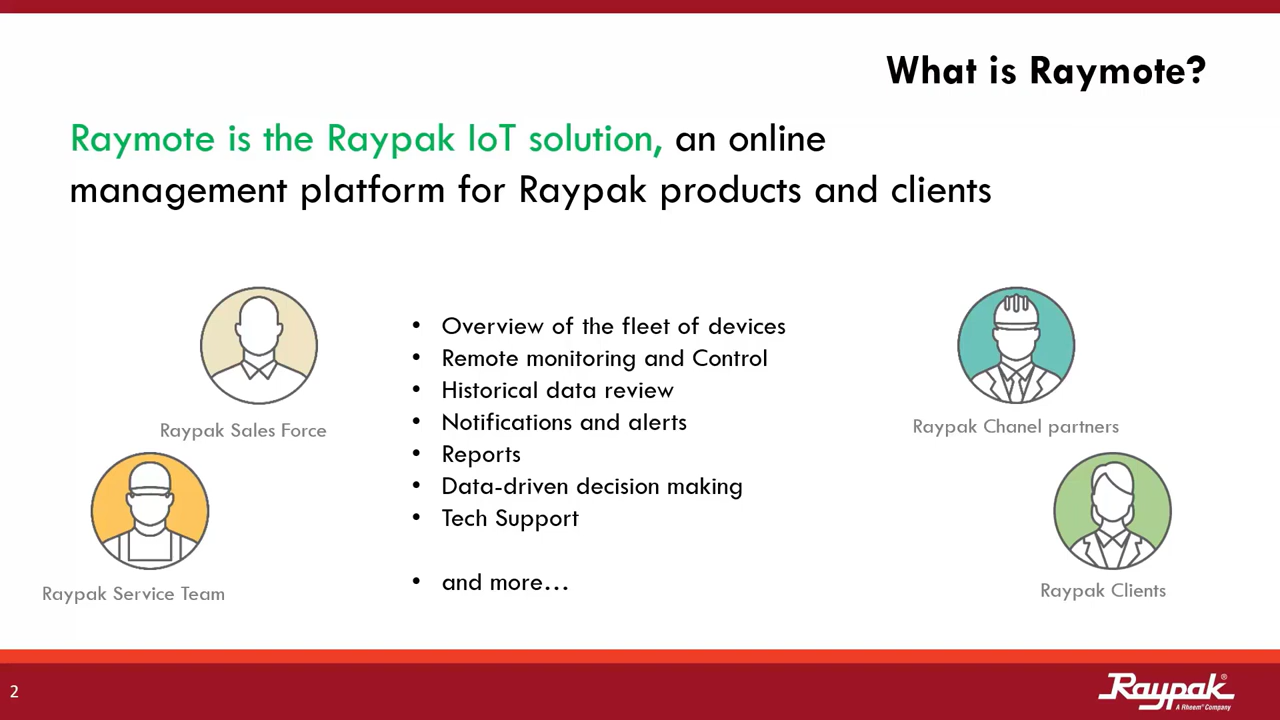 What is Raymote?
Raymote is the Raypak IoT solution, an online
management platform for Raypak products and clients
Raypak Sales Force
Raypak Service Team
• Overview of the fleet of devices
• Remote monitoring and Control
• Historical data review
• Notifications and alerts
• Reports
• Data-driven decision making
• Tech Support
• and more...
Raypak Chanel partners
Raypak Clients
2
Raypak®
A Rheem® Company